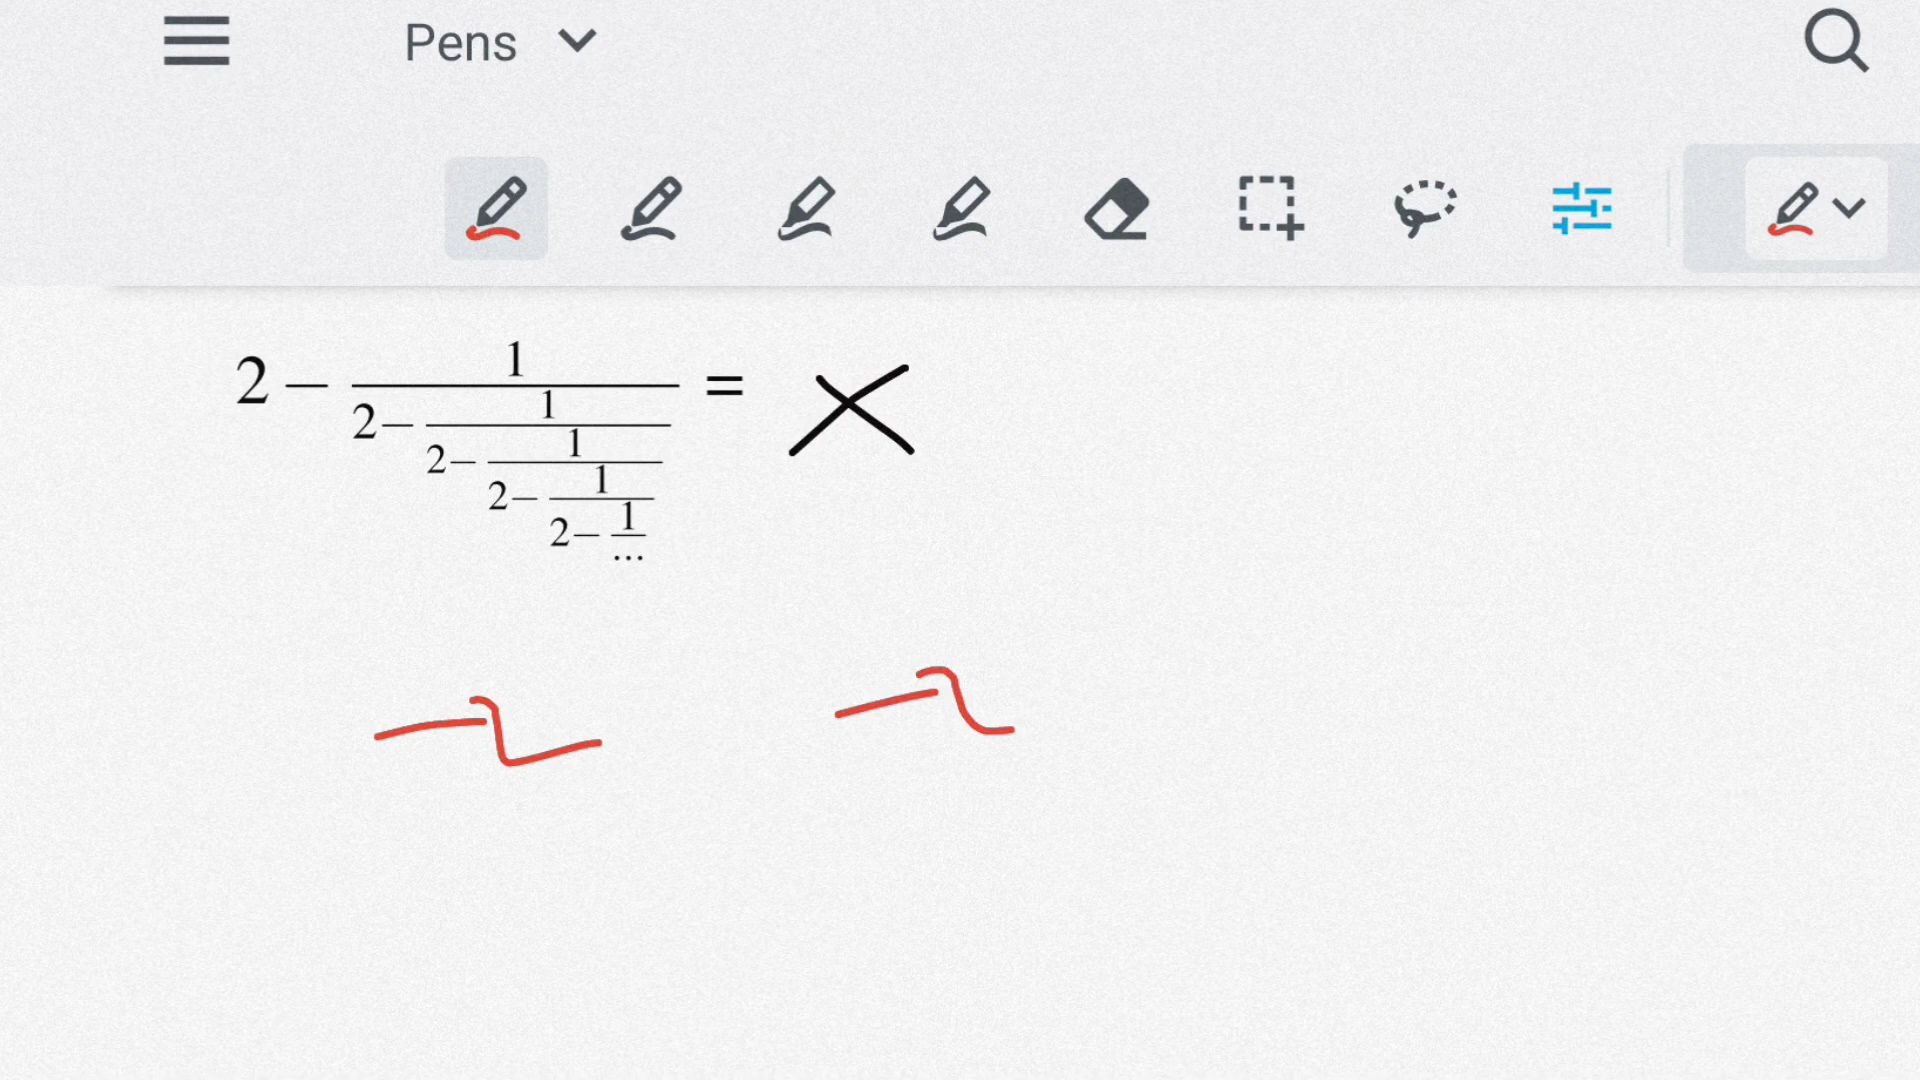 Pens
2 - 1/(2 - 1/(2 - 1/(2 - 1/(2 - 1/...)))) = X